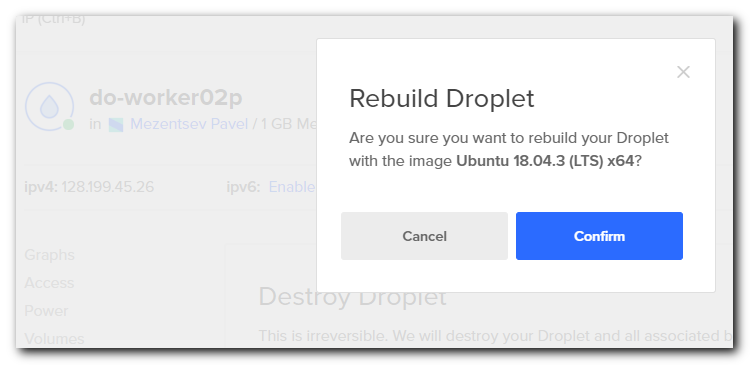 IP (Ctrl+B)
do-worker02p
in Mezentsev Pavel / 1 GB Me
ipv4: 128.199.45.26 ipv6: Enable
Rebuild Droplet
Are you sure you want to rebuild your Droplet
with the image Ubuntu 18.04.3 (LTS) x64?
Cancel Confirm
Graphs
Access
Power
Volumes
Destroy Droplet
This is irreversible. We will destroy your Droplet and all associated b